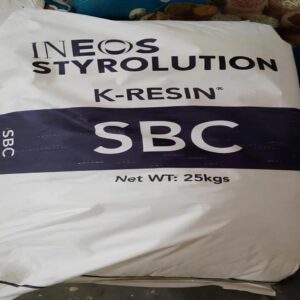 INEOS
STYROLUTION
K-RESIN®
SBC
SBC
Net WT: 25kgs